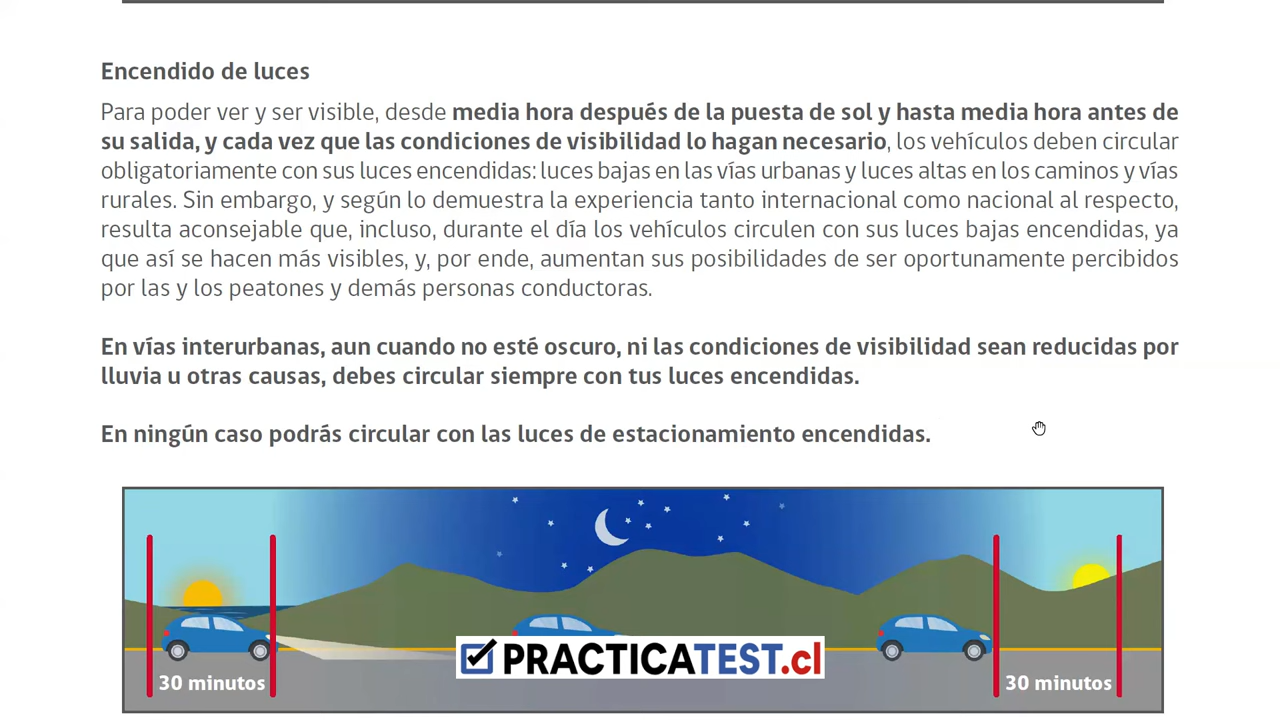 Encendido de luces
Para poder ver y ser visible, desde media hora después de la puesta de sol y hasta media hora antes de
su salida, y cada vez que las condiciones de visibilidad lo hagan necesario, los vehículos deben circular
obligatoriamente con sus luces encendidas: luces bajas en las vías urbanas y luces altas en los caminos y vías
rurales. Sin embargo, y según lo demuestra la experiencia tanto internacional como nacional al respecto,
resulta aconsejable que, incluso, durante el día los vehículos circulen con sus luces bajas encendidas, ya
que así se hacen más visibles, y, por ende, aumentan sus posibilidades de ser oportunamente percibidos
por las y los peatones y demás personas conductoras.
En vías interurbanas, aun cuando no esté oscuro, ni las condiciones de visibilidad sean reducidas por
lluvia u otras causas, debes circular siempre con tus luces encendidas.
En ningún caso podrás circular con las luces de estacionamiento encendidas.
PRACTICATEST.cl
30 minutos
30 minutos